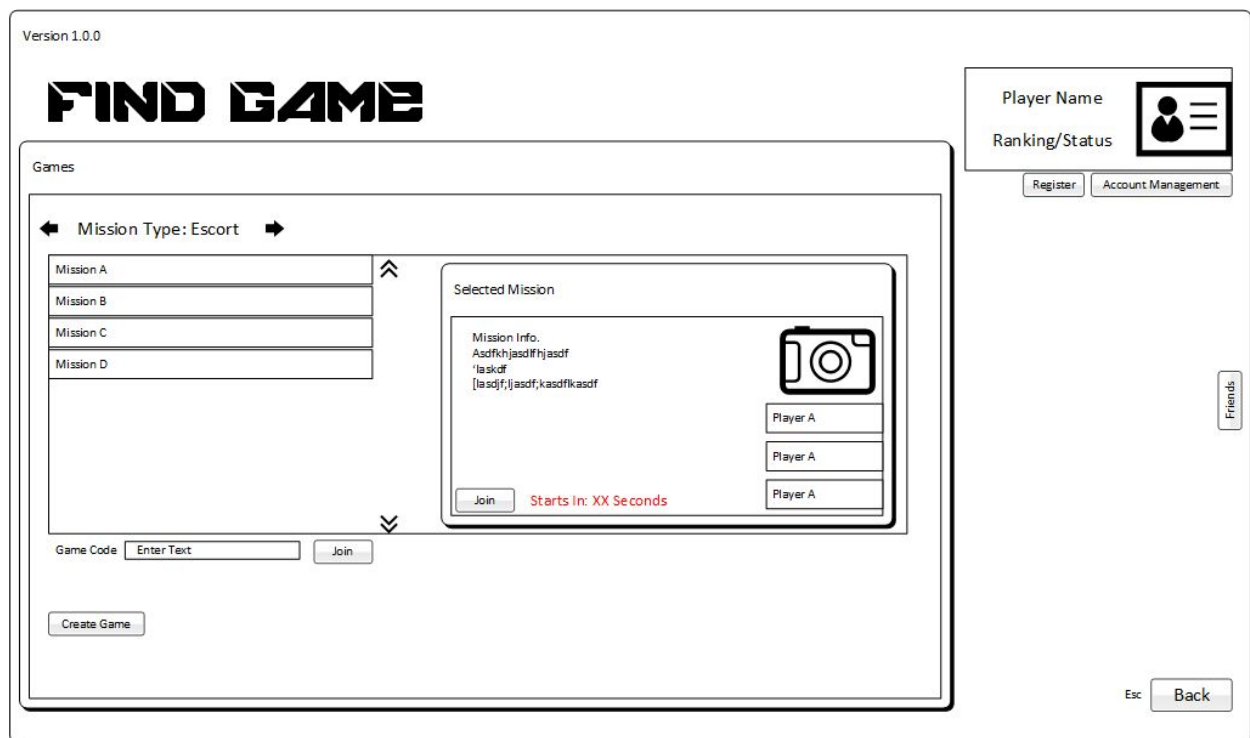 Version 1.0.0
FIND GAME
Player Name
Ranking/Status
Register
Account Management
Games
Mission Type: Escort
Mission A
Mission B
Mission C
Mission D
Selected Mission
Mission Info.
Asdfkhjasdlfhjasdf
‘laskdf
[lasdjf;ljasdf;kasdflkasdf
Player A
Player A
Player A
Join
Starts In: XX Seconds
Friends
Game Code
Enter Text
Join
Create Game
Esc
Back